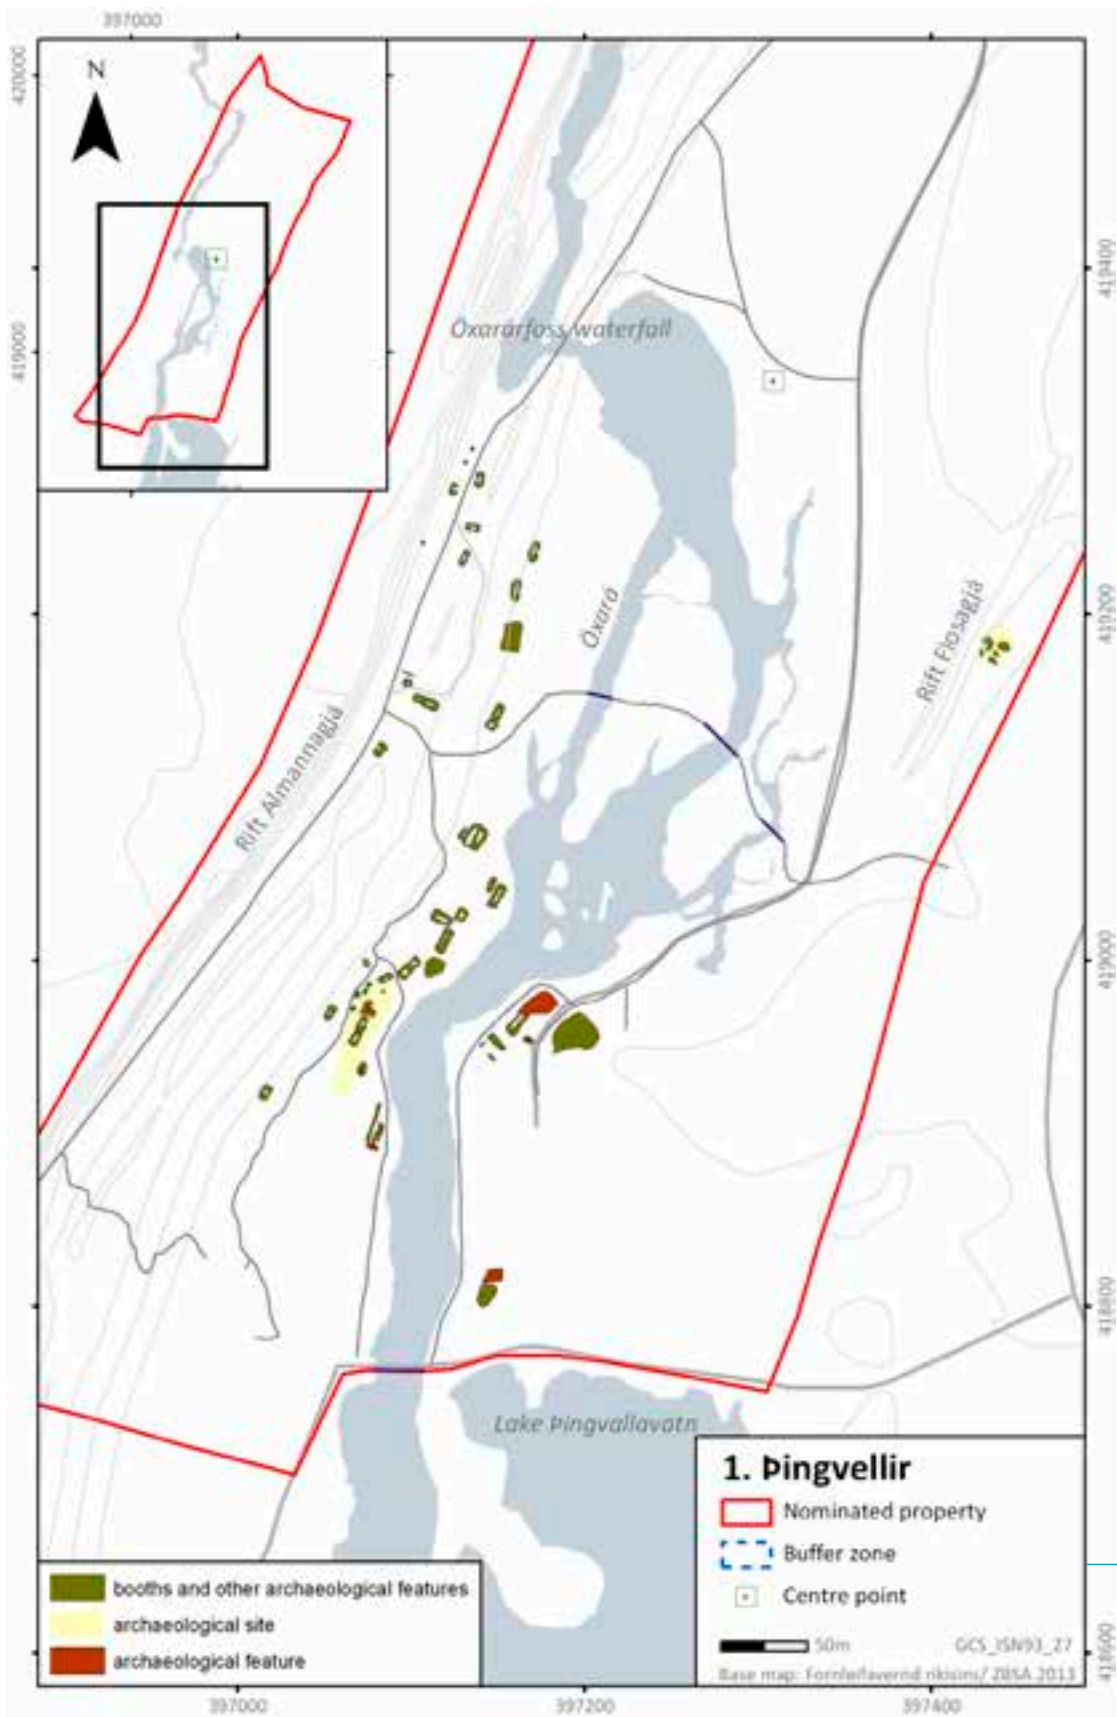 397000
420000
N
419000
Öxarárfoss waterfall
419400
Öxará
419200
Rift Flosagjá
Rift Almannagjá
419000
418800
Lake Þingvallavatn
1. Þingvellir
Nominated property
Buffer zone
Centre point
50m
GCS_ISN93_27
Base map: Fornleifavernd ríkisins/ ZBSA 2013
booths and other archaeological features
archaeological site
archaeological feature
418600
397000
397200
397400